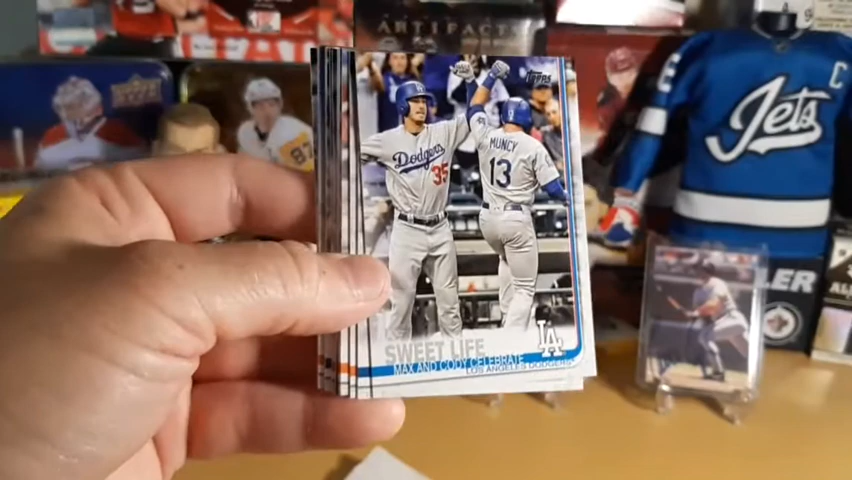 ARTIFACTS
UPPER DECK
87
C
Jets
Topps
MUNCY
13
Dodgers
35
LA
SWEET LIFE
MAX AND CODY CELEBRATE
LOS ANGELES DODGERS